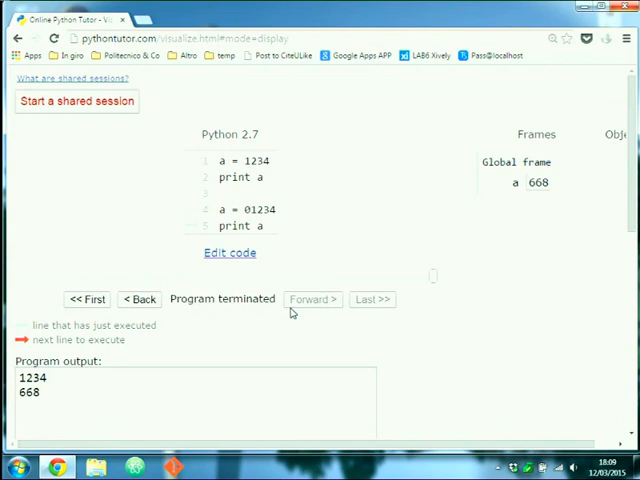 Online Python Tutor - Vi
pythontutor.com/visualize.html#mode=display
Apps
In giro
Politecnico & Co
Altro
temp
Post to CiteULike
Google Apps APP
LAB6.Xively
Pass@localhost
What are shared sessions?
Start a shared session
Python 2.7
Frames
Obje
1 a = 1234
2 print a
3
4 a = 01234
5 print a
Global frame
a 668
Edit code
<< First
< Back
Program terminated
Forward >
Last >>
line that has just executed
next line to execute
Program output:
1234
668
18:09
12/03/2015